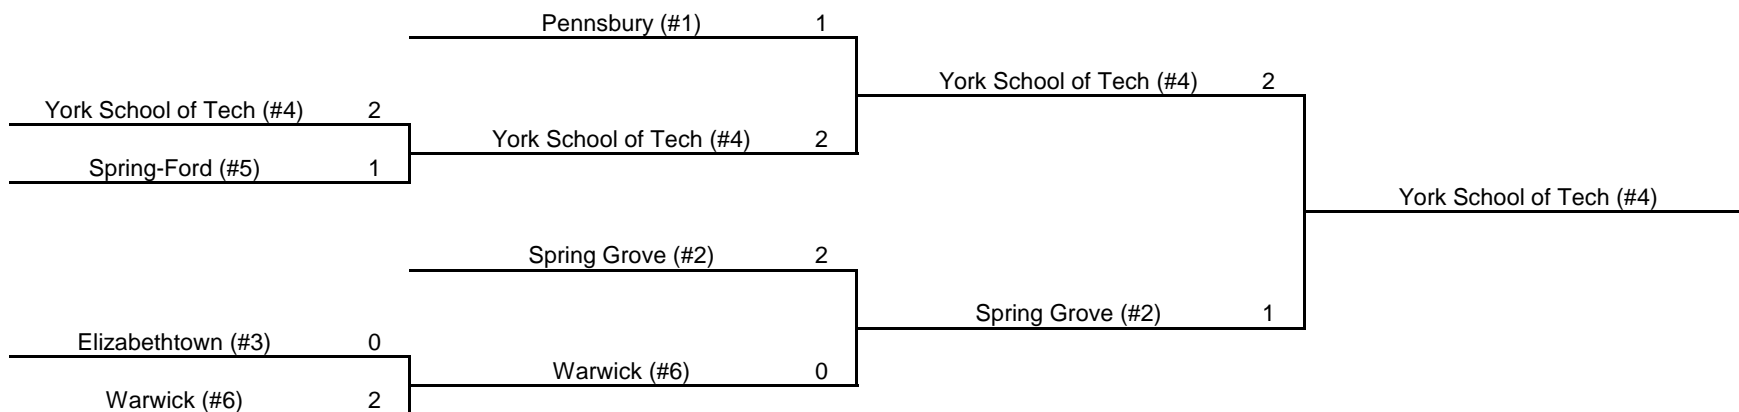 Pennsbury (#1) 1
York School of Tech (#4) 2
York School of Tech (#4) 2
York School of Tech (#4) 2
Spring-Ford (#5) 1
York School of Tech (#4)
Spring Grove (#2) 2
Spring Grove (#2) 1
Elizabethtown (#3) 0
Warwick (#6) 0
Warwick (#6) 2